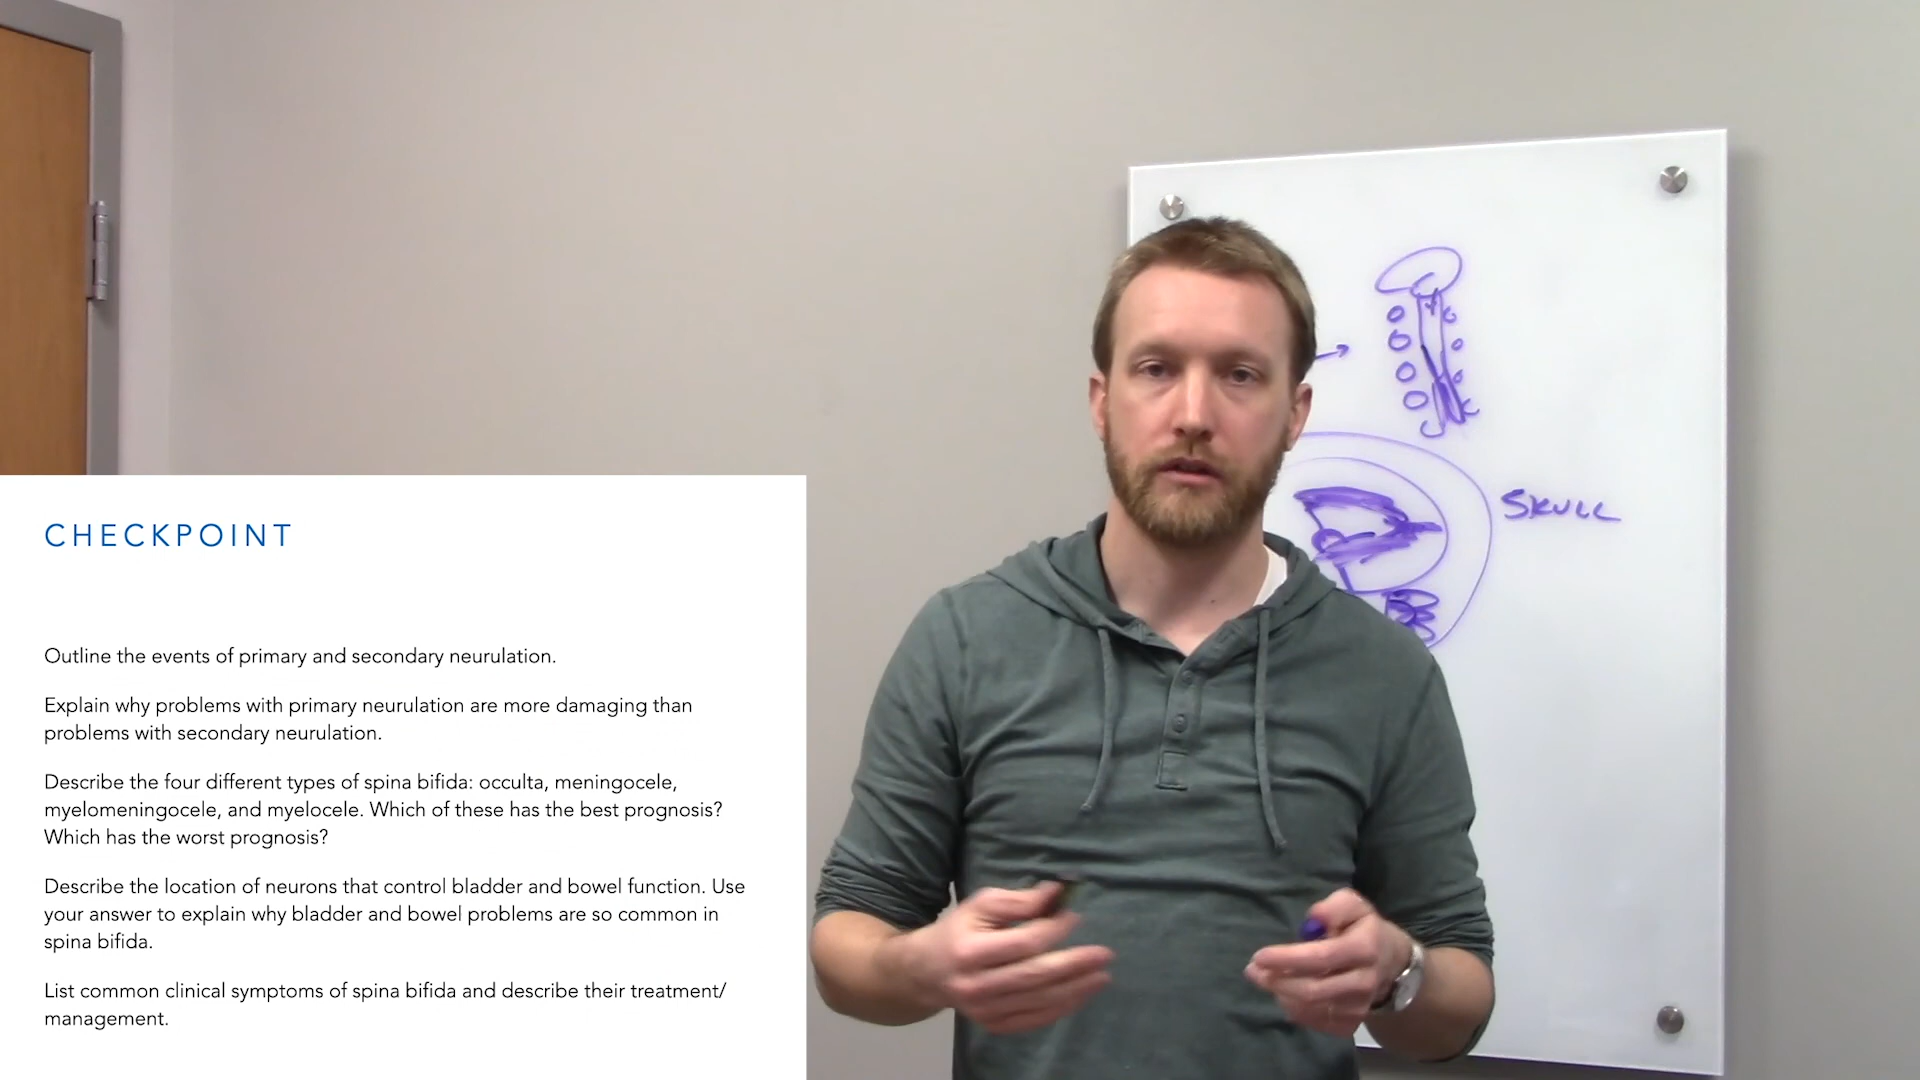 CHECKPOINT
Outline the events of primary and secondary neurulation.
Explain why problems with primary neurulation are more damaging than
problems with secondary neurulation.
Describe the four different types of spina bifida: occulta, meningocele,
myelomeningocele, and myelocele. Which of these has the best prognosis?
Which has the worst prognosis?
Describe the location of neurons that control bladder and bowel function. Use
your answer to explain why bladder and bowel problems are so common in
spina bifida.
List common clinical symptoms of spina bifida and describe their treatment/
management.
SKULL